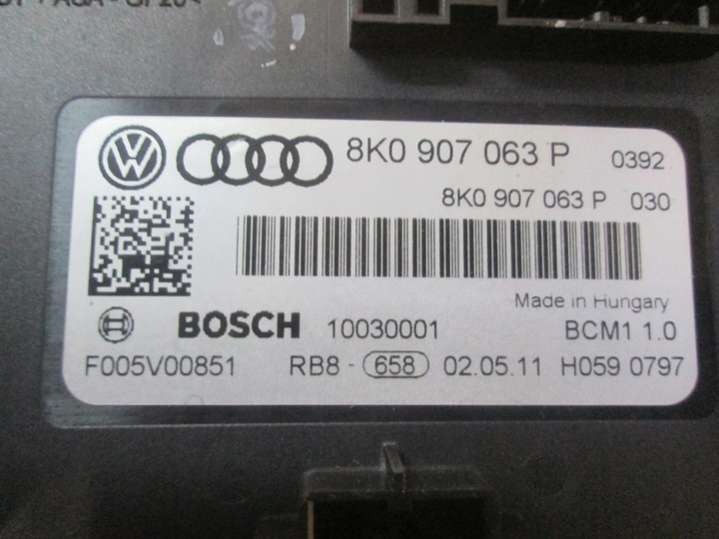 8K0 907 063 P 0392
8K0 907 063 P 030
Made in Hungary
BOSCH 10030001 BCM1 1.0
F005V00851 RB8 - 658 02.05.11 H059 0797